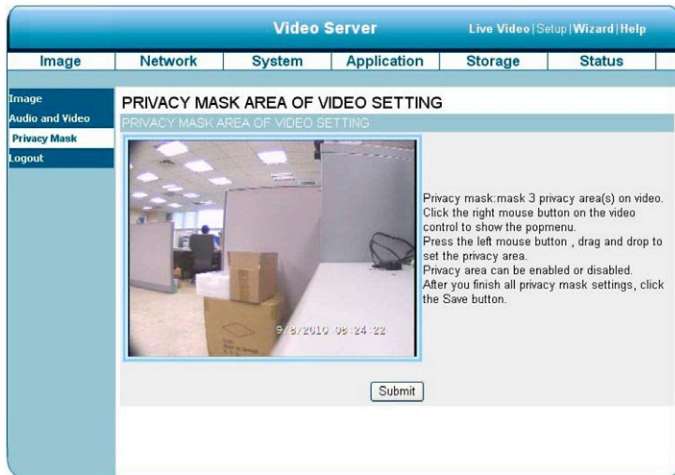 Video Server
Live Video|Setup|Wizard|Help
Image
Network
System
Application
Storage
Status
Image
Audio and Video
Privacy Mask
Logout
PRIVACY MASK AREA OF VIDEO SETTING
PRIVACY MASK AREA OF VIDEO SETTING
9/8/2010 08:24:22
Privacy mask:mask 3 privacy area(s) on video.
Click the right mouse button on the video
control to show the popmenu.
Press the left mouse button , drag and drop to
set the privacy area.
Privacy area can be enabled or disabled.
After you finish all privacy mask settings, click
the Save button.
Submit